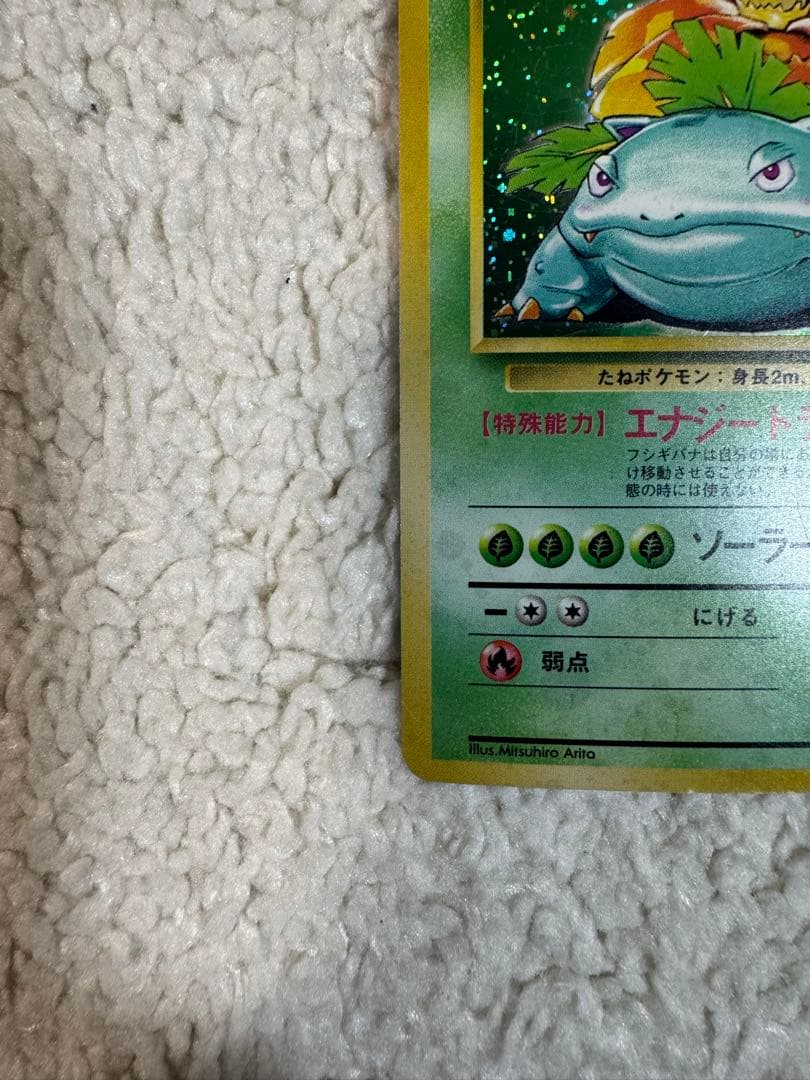 たねポケモン：身長2m,
【特殊能力】 エナジート
フシギバナは自分の場にあ
け移動させることができ
態の時には使えない。
ソーラー
ー にげる
弱点
Illus.Mitsuhiro Arita